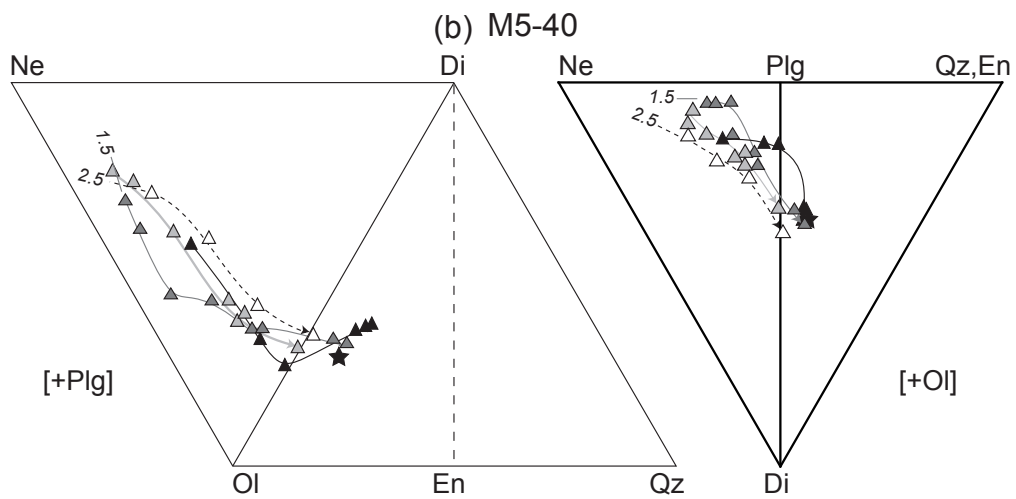 (b) M5-40
Ne
Di
1.5
2.5
[+Plg]
Ol
En
Qz
Ne
Plg
Qz,En
1.5
2.5
[+Ol]
Di